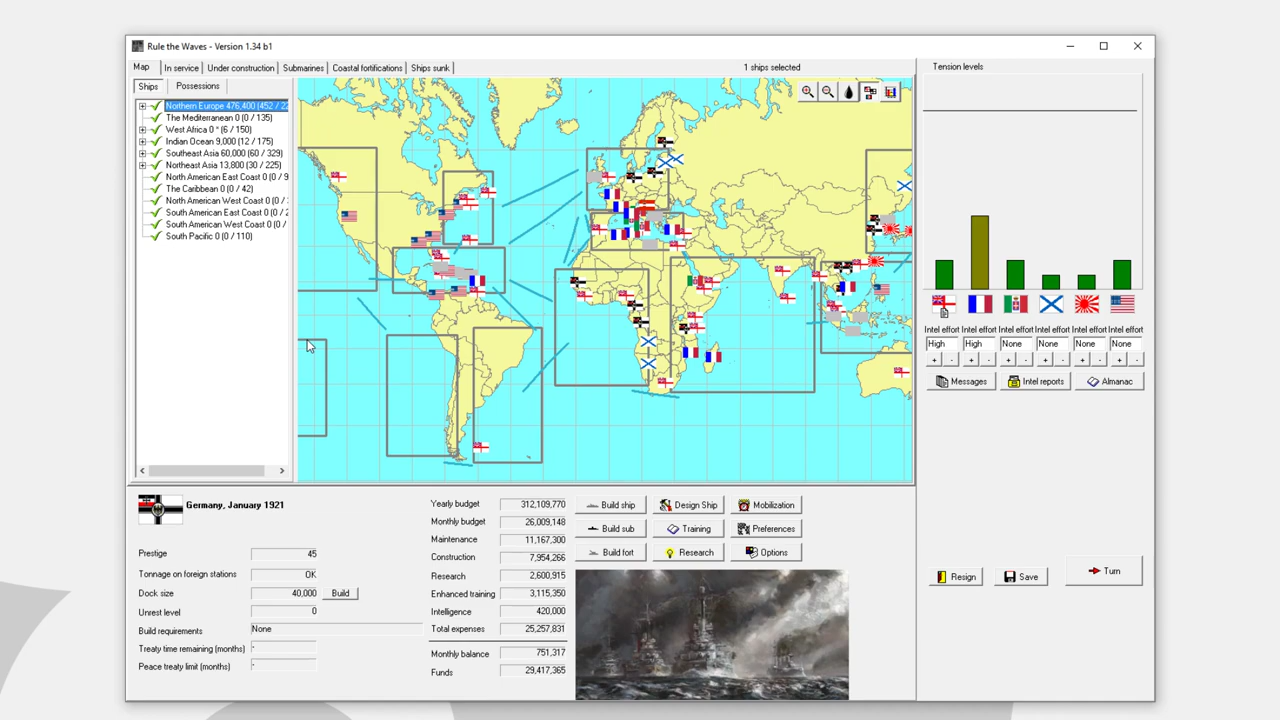 Rule the Waves - Version 1.34 b1
Map In service Under construction Submarines Coastal fortifications Ships sunk 1 ships selected
Ships Possessions
Northern Europe 476,400 (452 / 22
The Mediterranean 0 (0 / 135)
West Africa 0 * (6 / 150)
Indian Ocean 9,000 (12 / 175)
Southeast Asia 60,000 (60 / 329)
Northeast Asia 13,800 (30 / 225)
North American East Coast 0 (0 / 9
The Caribbean 0 (0 / 42)
North American West Coast 0 (0 /
South American East Coast 0 (0 / 2
South American West Coast 0 (0 /
South Pacific 0 (0 / 110)
Tension levels
Intel effort Intel effort Intel effort Intel effort Intel effort Intel effort
High High None None None None
+ - + - + - + - + - + -
Messages Intel reports Almanac
Germany, January 1921
Prestige 45
Tonnage on foreign stations OK
Dock size 40,000 Build
Unrest level 0
Build requirements None
Treaty time remaining (months) -
Peace treaty limit (months) -
Yearly budget 312,109,770
Monthly budget 26,009,148
Maintenance 11,167,300
Construction 7,954,266
Research 2,600,915
Enhanced training 3,115,350
Intelligence 420,000
Total expenses 25,257,831
Monthly balance 751,317
Funds 29,417,365
Build ship Design Ship Mobilization
Build sub Training Preferences
Build fort Research Options
Resign Save Turn